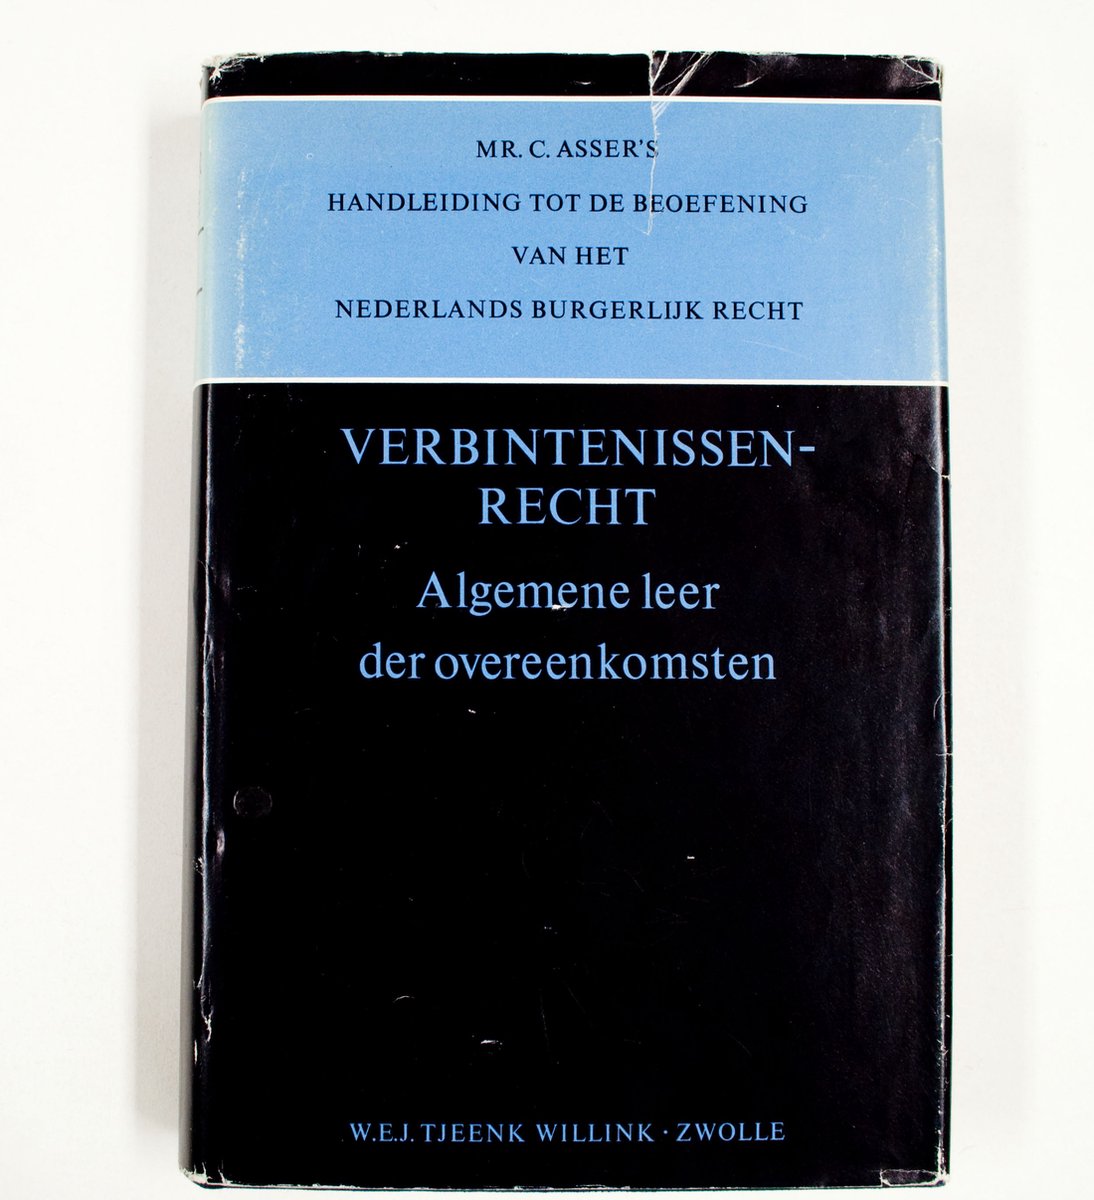 MR. C. ASSER'S
HANDLEIDING TOT DE BEOEFENING
VAN HET
NEDERLANDS BURGERLIJK RECHT
VERBINTENISSEN-
RECHT
Algemene leer
der overeenkomsten
W.E.J. TJEENK WILLINK · ZWOLLE